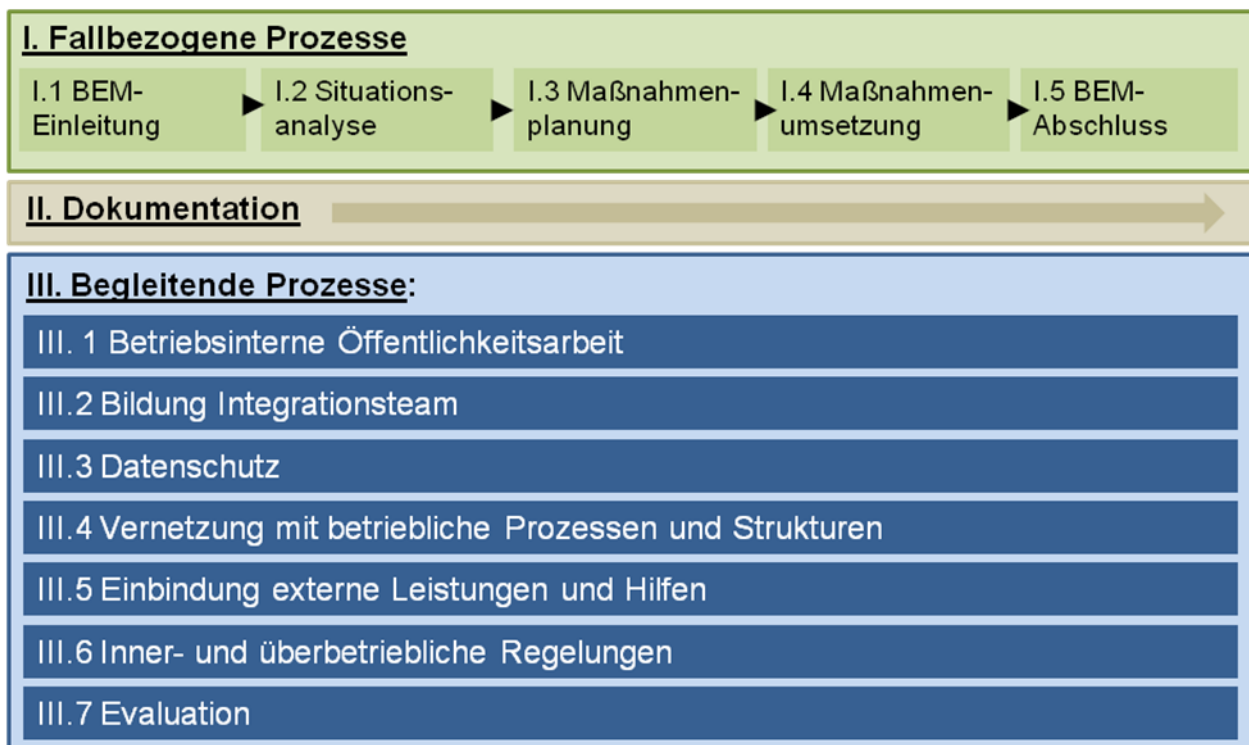 I. Fallbezogene Prozesse
I.1 BEM-
Einleitung
I.2 Situations-
analyse
I.3 Maßnahmen-
planung
I.4 Maßnahmen-
umsetzung
I.5 BEM-
Abschluss
II. Dokumentation
III. Begleitende Prozesse:
III. 1 Betriebsinterne Öffentlichkeitsarbeit
III.2 Bildung Integrationsteam
III.3 Datenschutz
III.4 Vernetzung mit betriebliche Prozessen und Strukturen
III.5 Einbindung externe Leistungen und Hilfen
III.6 Inner- und überbetriebliche Regelungen
III.7 Evaluation